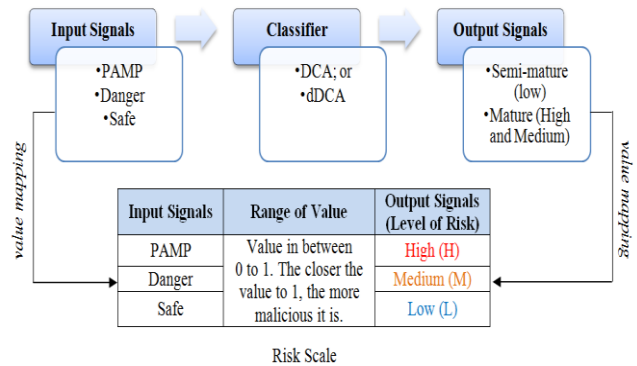 Input Signals
•PAMP
•Danger
•Safe
Classifier
•DCA; or
•dDCA
Output Signals
•Semi-mature
(low)
•Mature (High
and Medium)
value mapping
value mapping
Input Signals
Range of Value
Output Signals
(Level of Risk)
PAMP
Value in between
0 to 1. The closer the
value to 1, the more
malicious it is.
High (H)
Danger
Medium (M)
Safe
Low (L)
Risk Scale